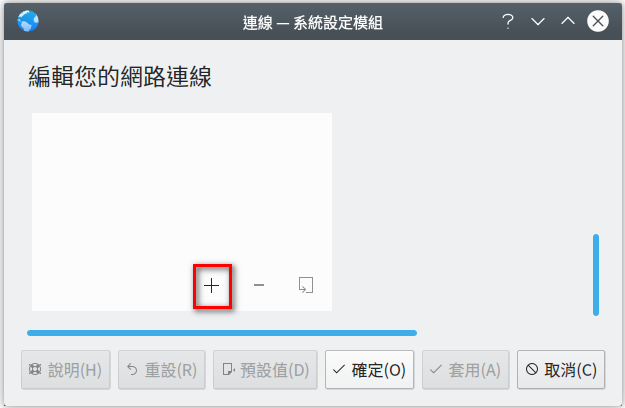 連線 — 系統設定模組
編輯您的網路連線
說明(H) 重設(R) 預設值(D) 確定(O) 套用(A) 取消(C)